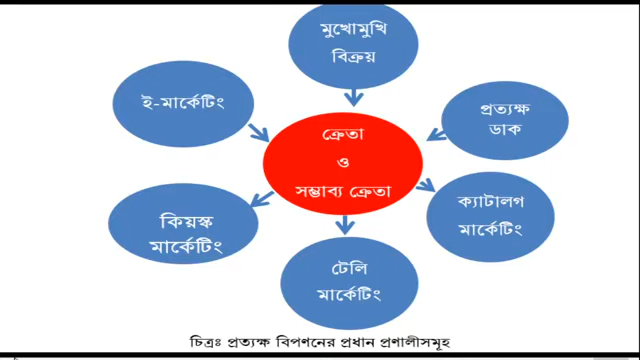 মুখোমুখি
বিক্রয়
ই-মার্কেটিং
প্রত্যক্ষ
ডাক
ক্রেতা
ও
সম্ভাব্য ক্রেতা
কিয়স্ক
মার্কেটিং
ক্যাটালগ
মার্কেটিং
টেলি
মার্কেটিং
চিত্রঃ প্রত্যক্ষ বিপণনের প্রধান প্রণালীসমূহ